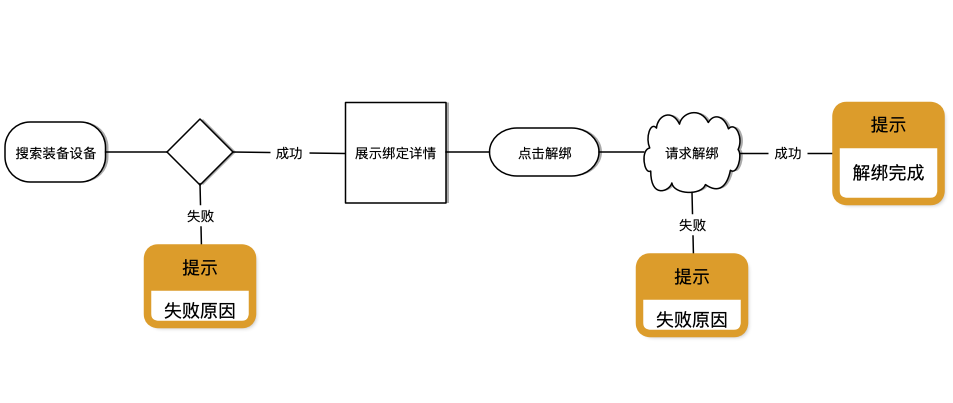 搜索装备设备
成功
失败
提示
失败原因
展示绑定详情
点击解绑
请求解绑
成功
失败
提示
失败原因
提示
解绑完成